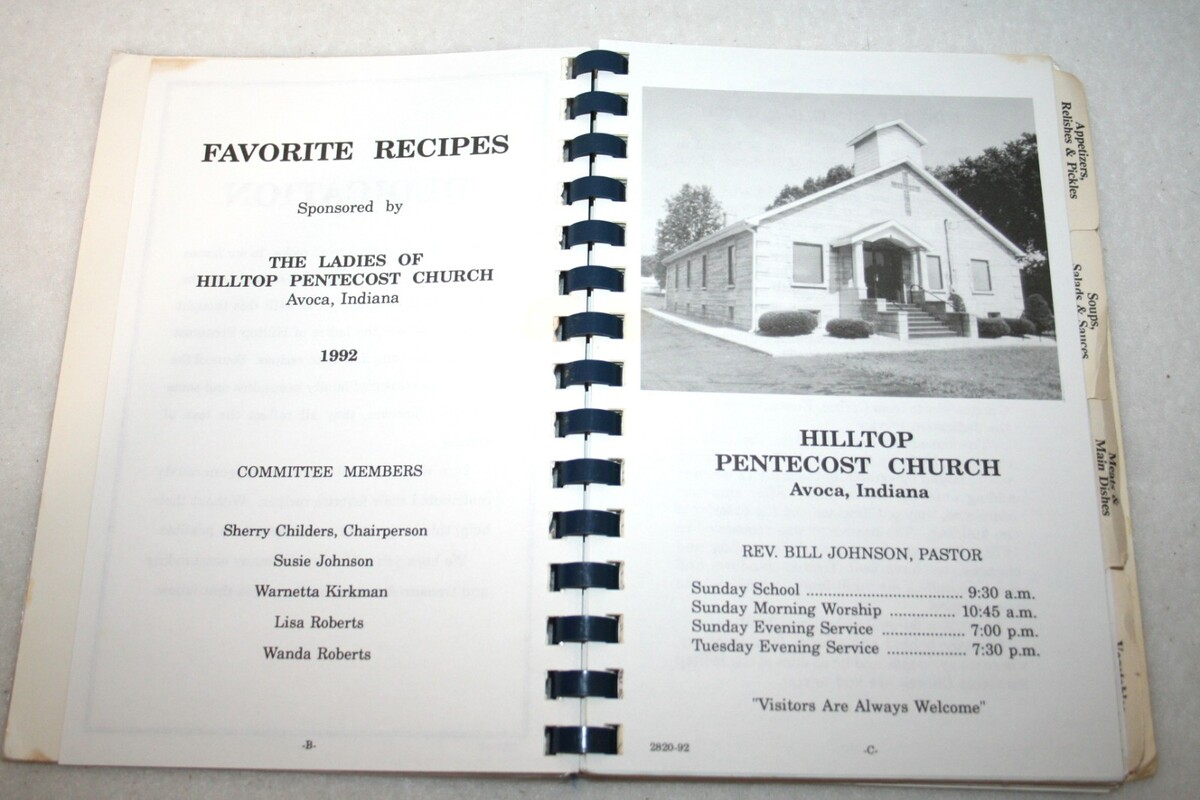 FAVORITE RECIPES
Sponsored by
THE LADIES OF
HILLTOP PENTECOST CHURCH
Avoca, Indiana
1992
COMMITTEE MEMBERS
Sherry Childers, Chairperson
Susie Johnson
Warnetta Kirkman
Lisa Roberts
Wanda Roberts
-B-
HILLTOP
PENTECOST CHURCH
Avoca, Indiana
REV. BILL JOHNSON, PASTOR
Sunday School .................................. 9:30 a.m.
Sunday Morning Worship ............... 10:45 a.m.
Sunday Evening Service .................. 7:00 p.m.
Tuesday Evening Service ................. 7:30 p.m.
"Visitors Are Always Welcome"
2820-92
-C-
Appetizers,
Relishes & Pickles
Soups,
Salads & Sauces
Meats &
Main Dishes